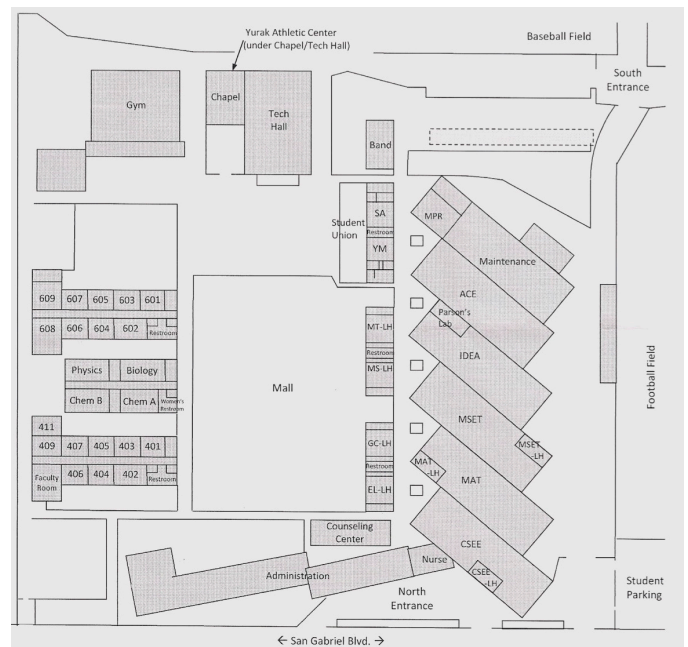 Yurak Athletic Center
(under Chapel/Tech Hall)
Baseball Field
South
Entrance
Gym
Chapel
Tech
Hall
Band
Student
Union
SA
Restroom
YM
MPR
Maintenance
ACE
Parson's
Lab
IDEA
609
607
605
603
601
608
606
604
602
Restroom
MT-LH
Restroom
MS-LH
Mall
Physics
Biology
Chem B
Chem A
Women's
Restroom
MSET
MSET
-LH
Football Field
411
409
407
405
403
401
Faculty
Room
406
404
402
Restroom
GC-LH
Restroom
EL-LH
MAT
-LH
MAT
Counseling
Center
CSEE
CSEE
-LH
Nurse
Administration
North
Entrance
Student
Parking
← San Gabriel Blvd. →